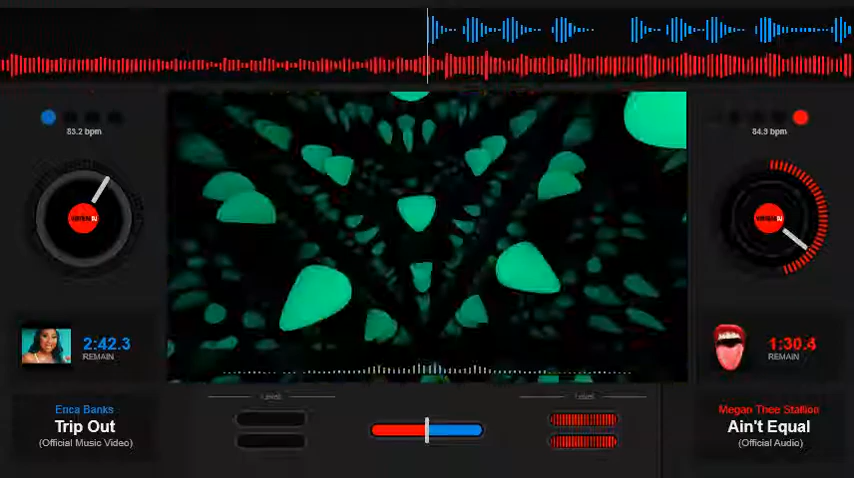 83.2 bpm
84.9 bpm
2:42.3
REMAIN
1:30.4
REMAIN
Erica Banks
Trip Out
(Official Music Video)
Megan Thee Stallion
Ain't Equal
(Official Audio)